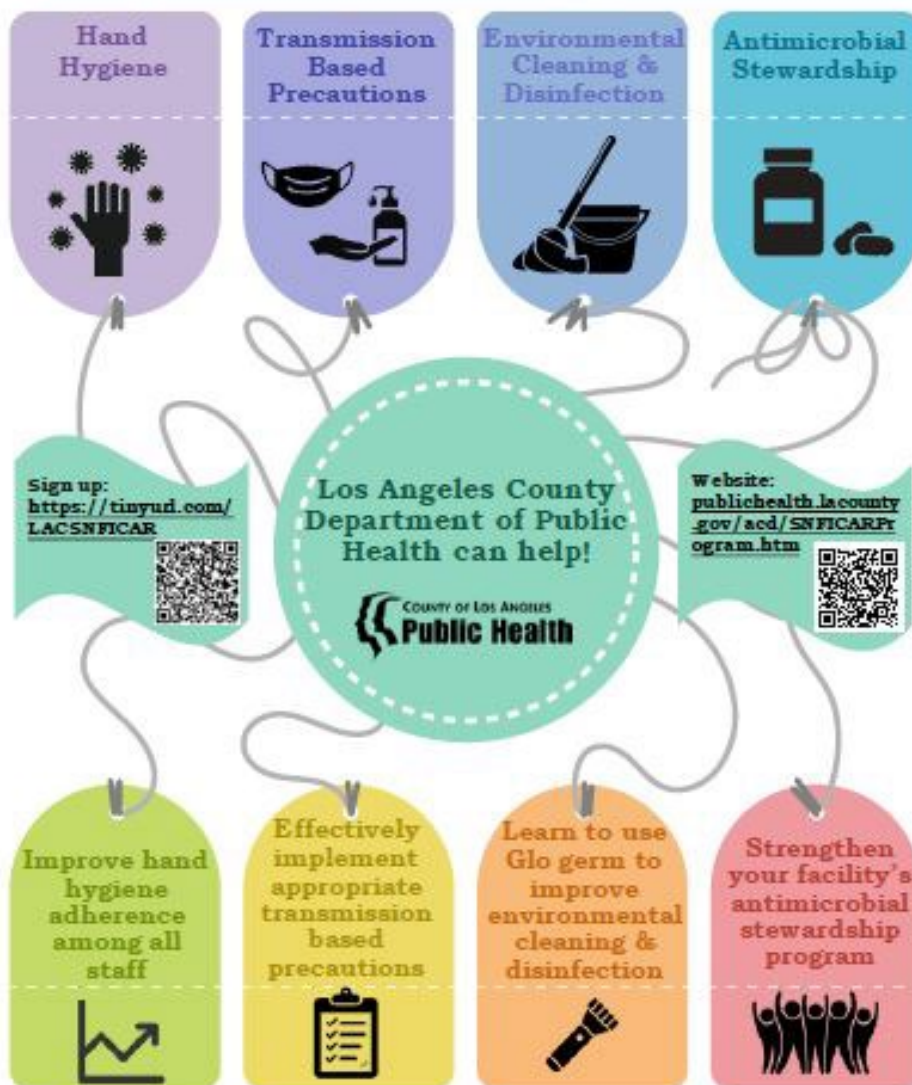 Hand
Hygiene
Transmission
Based
Precautions
Environmental
Cleaning &
Disinfection
Antimicrobial
Stewardship
Sign up:
https://tinyud.com/
LACSNFICAR
Los Angeles County
Department of Public
Health can help!
COUNTY OF LOS ANGELES
Public Health
Website:
publichealth.lacounty
.gov/acd/SNFICARPr
ogram.htm
Improve hand
hygiene
adherence
among all
staff
Effectively
implement
appropriate
transmission
based
precautions
Learn to use
Glo germ to
improve
environmental
cleaning &
disinfection
Strengthen
your facility's
antimicrobial
stewardship
program